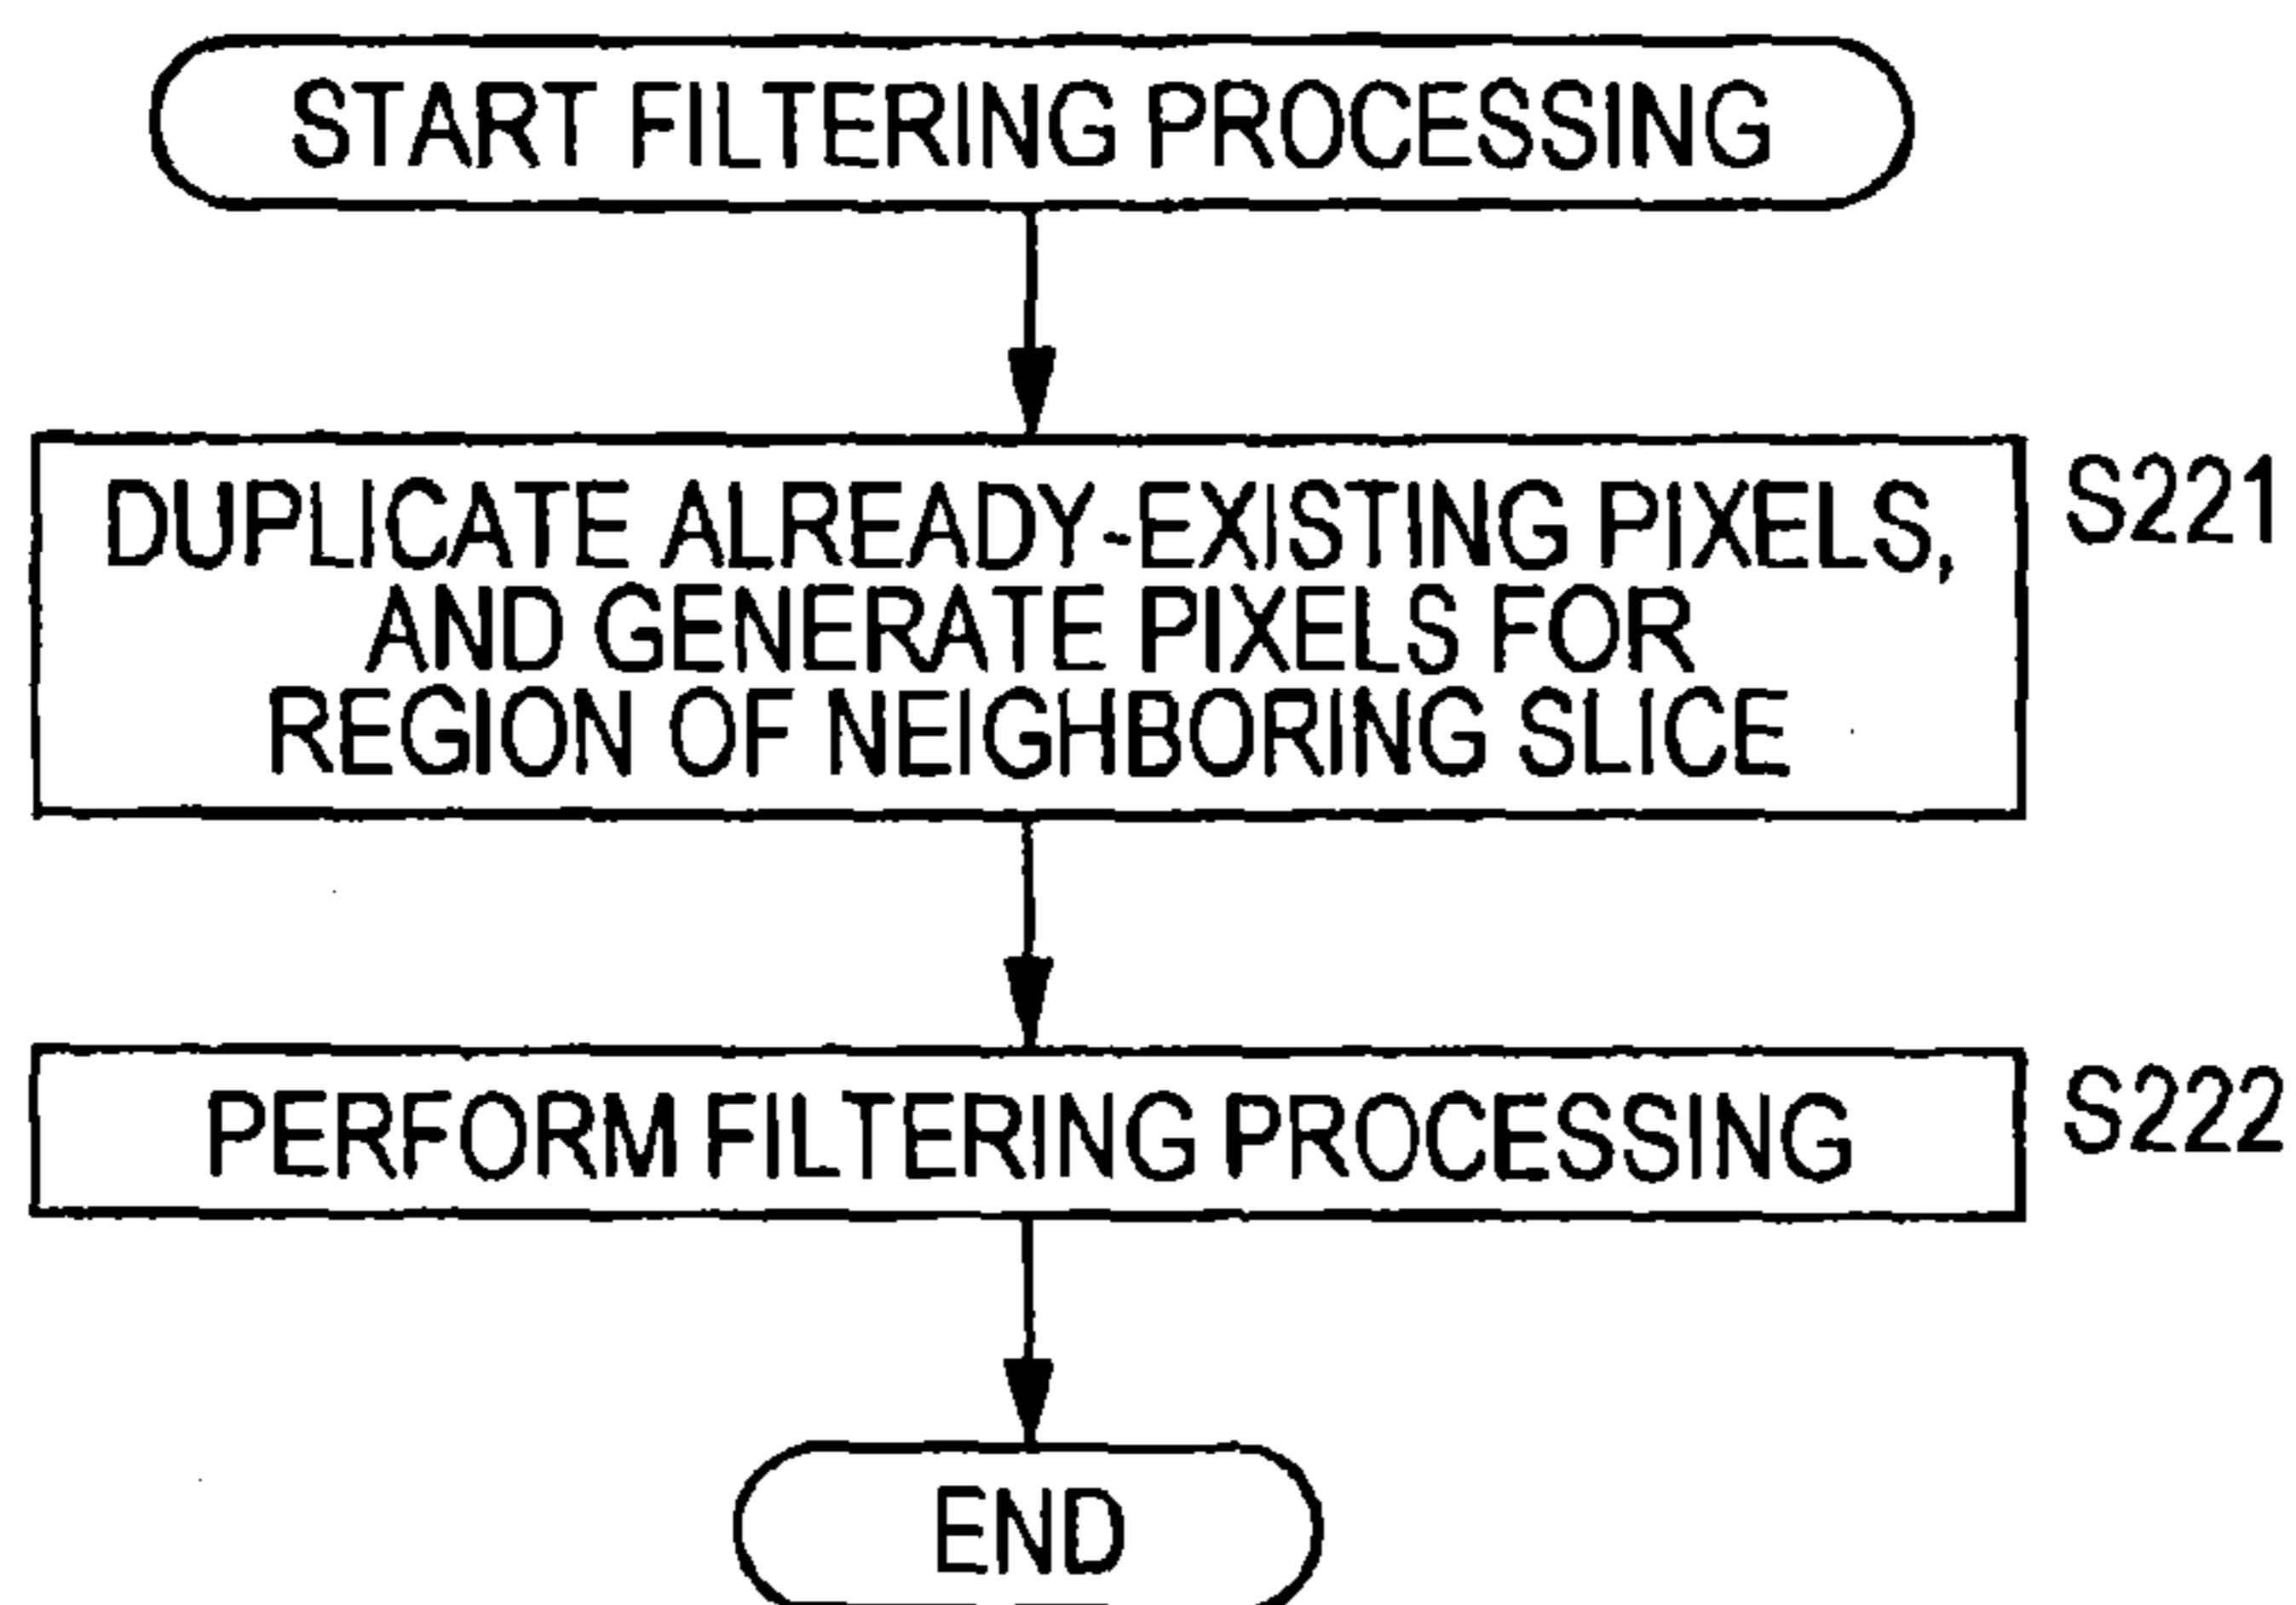 START FILTERING PROCESSING
DUPLICATE ALREADY-EXISTING PIXELS,
AND GENERATE PIXELS FOR
REGION OF NEIGHBORING SLICE
S221
PERFORM FILTERING PROCESSING
S222
END